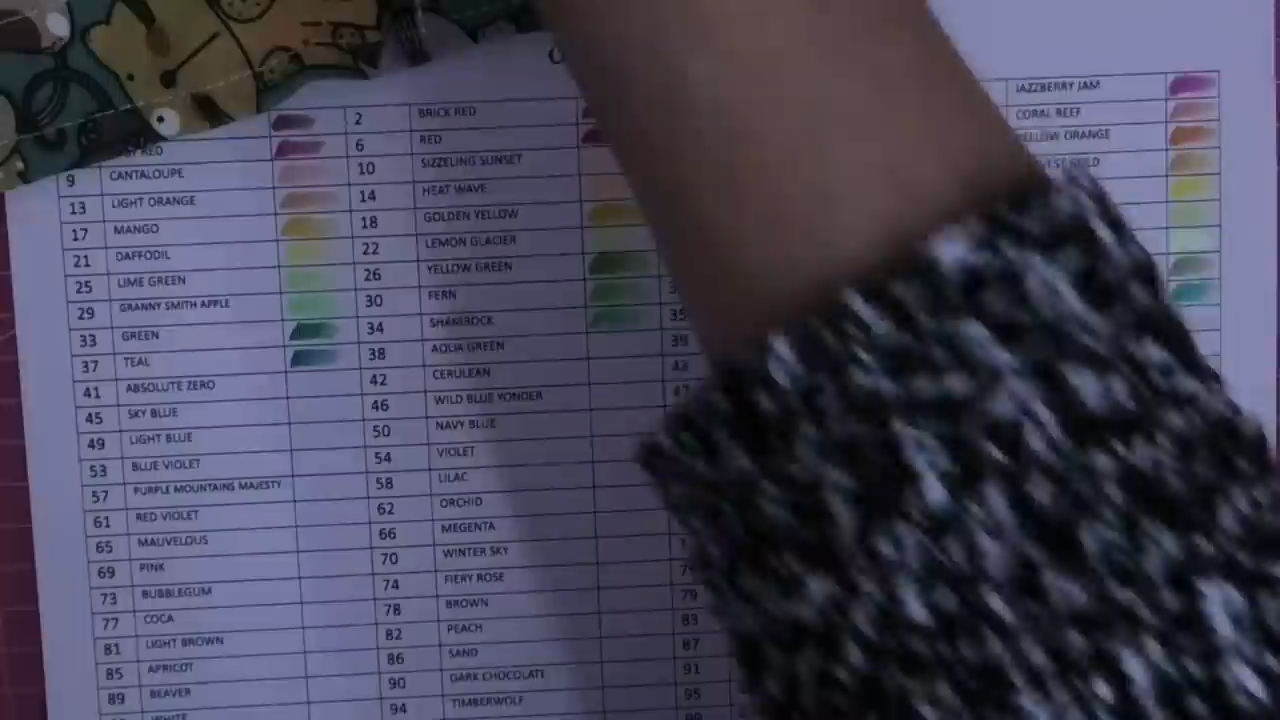 2 BRICK RED JAZZBERRY JAM
RED 6 RED CORAL REEF
9 CANTALOUPE 10 SIZZELING SUNSET ORANGE
13 LIGHT ORANGE 14 HEAT WAVE
17 MANGO 18 GOLDEN YELLOW
21 DAFFODIL 22 LEMON GLACIER
25 LIME GREEN 26 YELLOW GREEN
29 GRANNY SMITH APPLE 30 FERN
33 GREEN 34 SHAMROCK 35
37 TEAL 38 AQUA GREEN 39
41 ABSOLUTE ZERO 42 CERULEAN 43
45 SKY BLUE 46 WILD BLUE YONDER 47
49 LIGHT BLUE 50 NAVY BLUE
53 BLUE VIOLET 54 VIOLET
57 PURPLE MOUNTAINS MAJESTY 58 LILAC
61 RED VIOLET 62 ORCHID
65 MAUVELOUS 66 MEGENTA
69 PINK 70 WINTER SKY
73 BUBBLEGUM 74 FIERY ROSE
77 COCA 78 BROWN 79
81 LIGHT BROWN 82 PEACH 83
85 APRICOT 86 SAND 87
89 BEAVER 90 DARK CHOCOLATE 91
WHITE 94 TIMBERWOLF 95